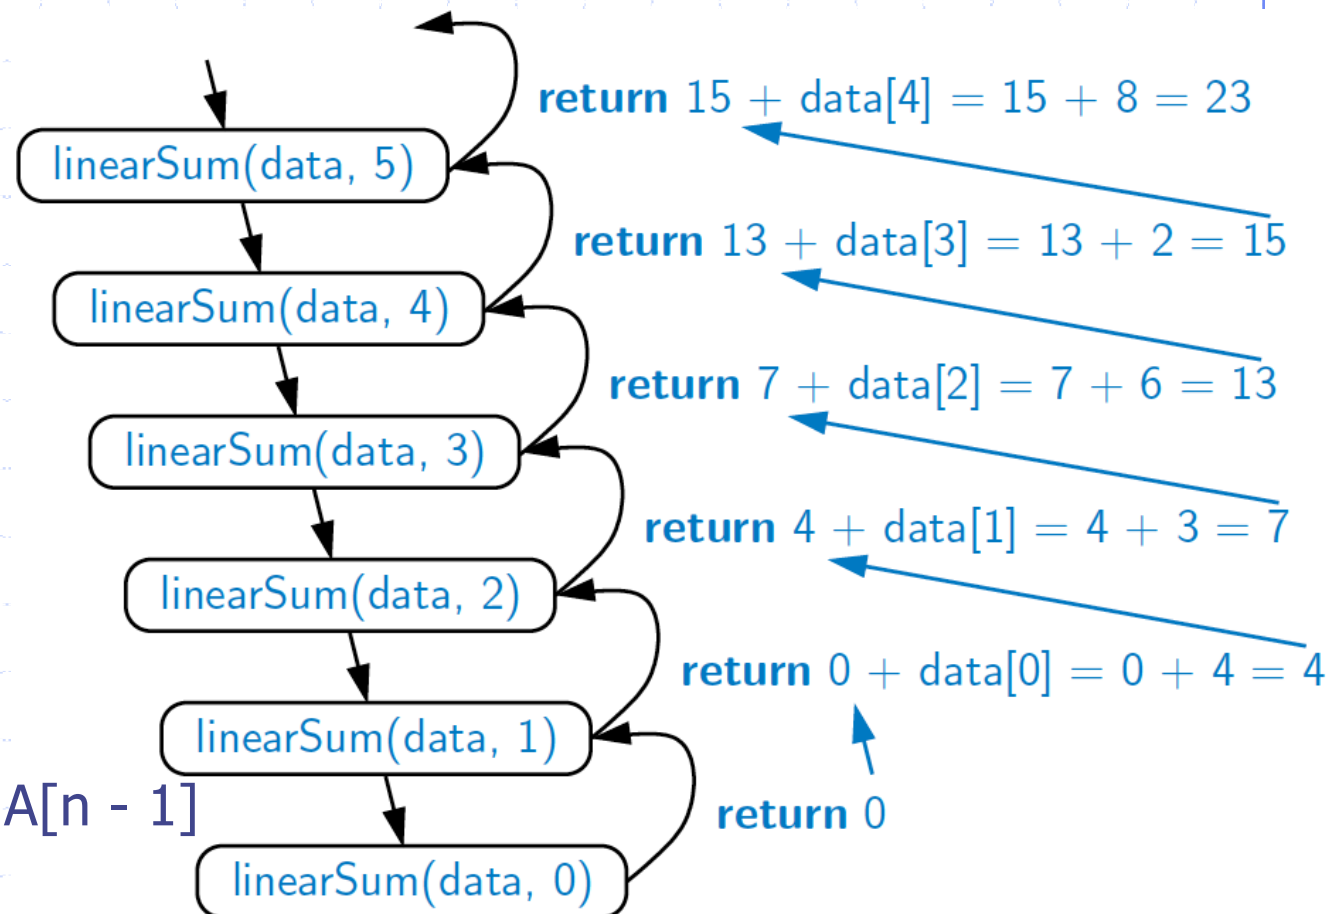 return 15 + data[4] = 15 + 8 = 23
linearSum(data, 5)
return 13 + data[3] = 13 + 2 = 15
linearSum(data, 4)
return 7 + data[2] = 7 + 6 = 13
linearSum(data, 3)
return 4 + data[1] = 4 + 3 = 7
linearSum(data, 2)
return 0 + data[0] = 0 + 4 = 4
linearSum(data, 1)
A[n - 1]
return 0
linearSum(data, 0)